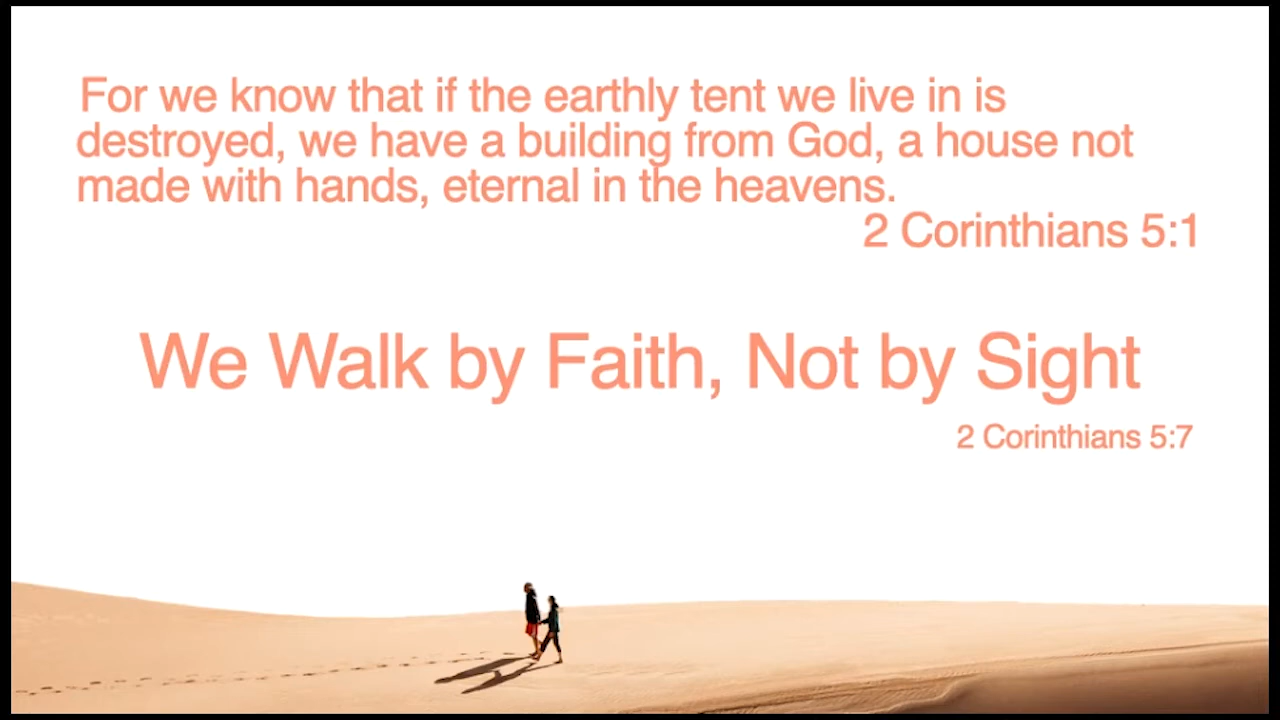 For we know that if the earthly tent we live in is
destroyed, we have a building from God, a house not
made with hands, eternal in the heavens.
2 Corinthians 5:1
We Walk by Faith, Not by Sight
2 Corinthians 5:7